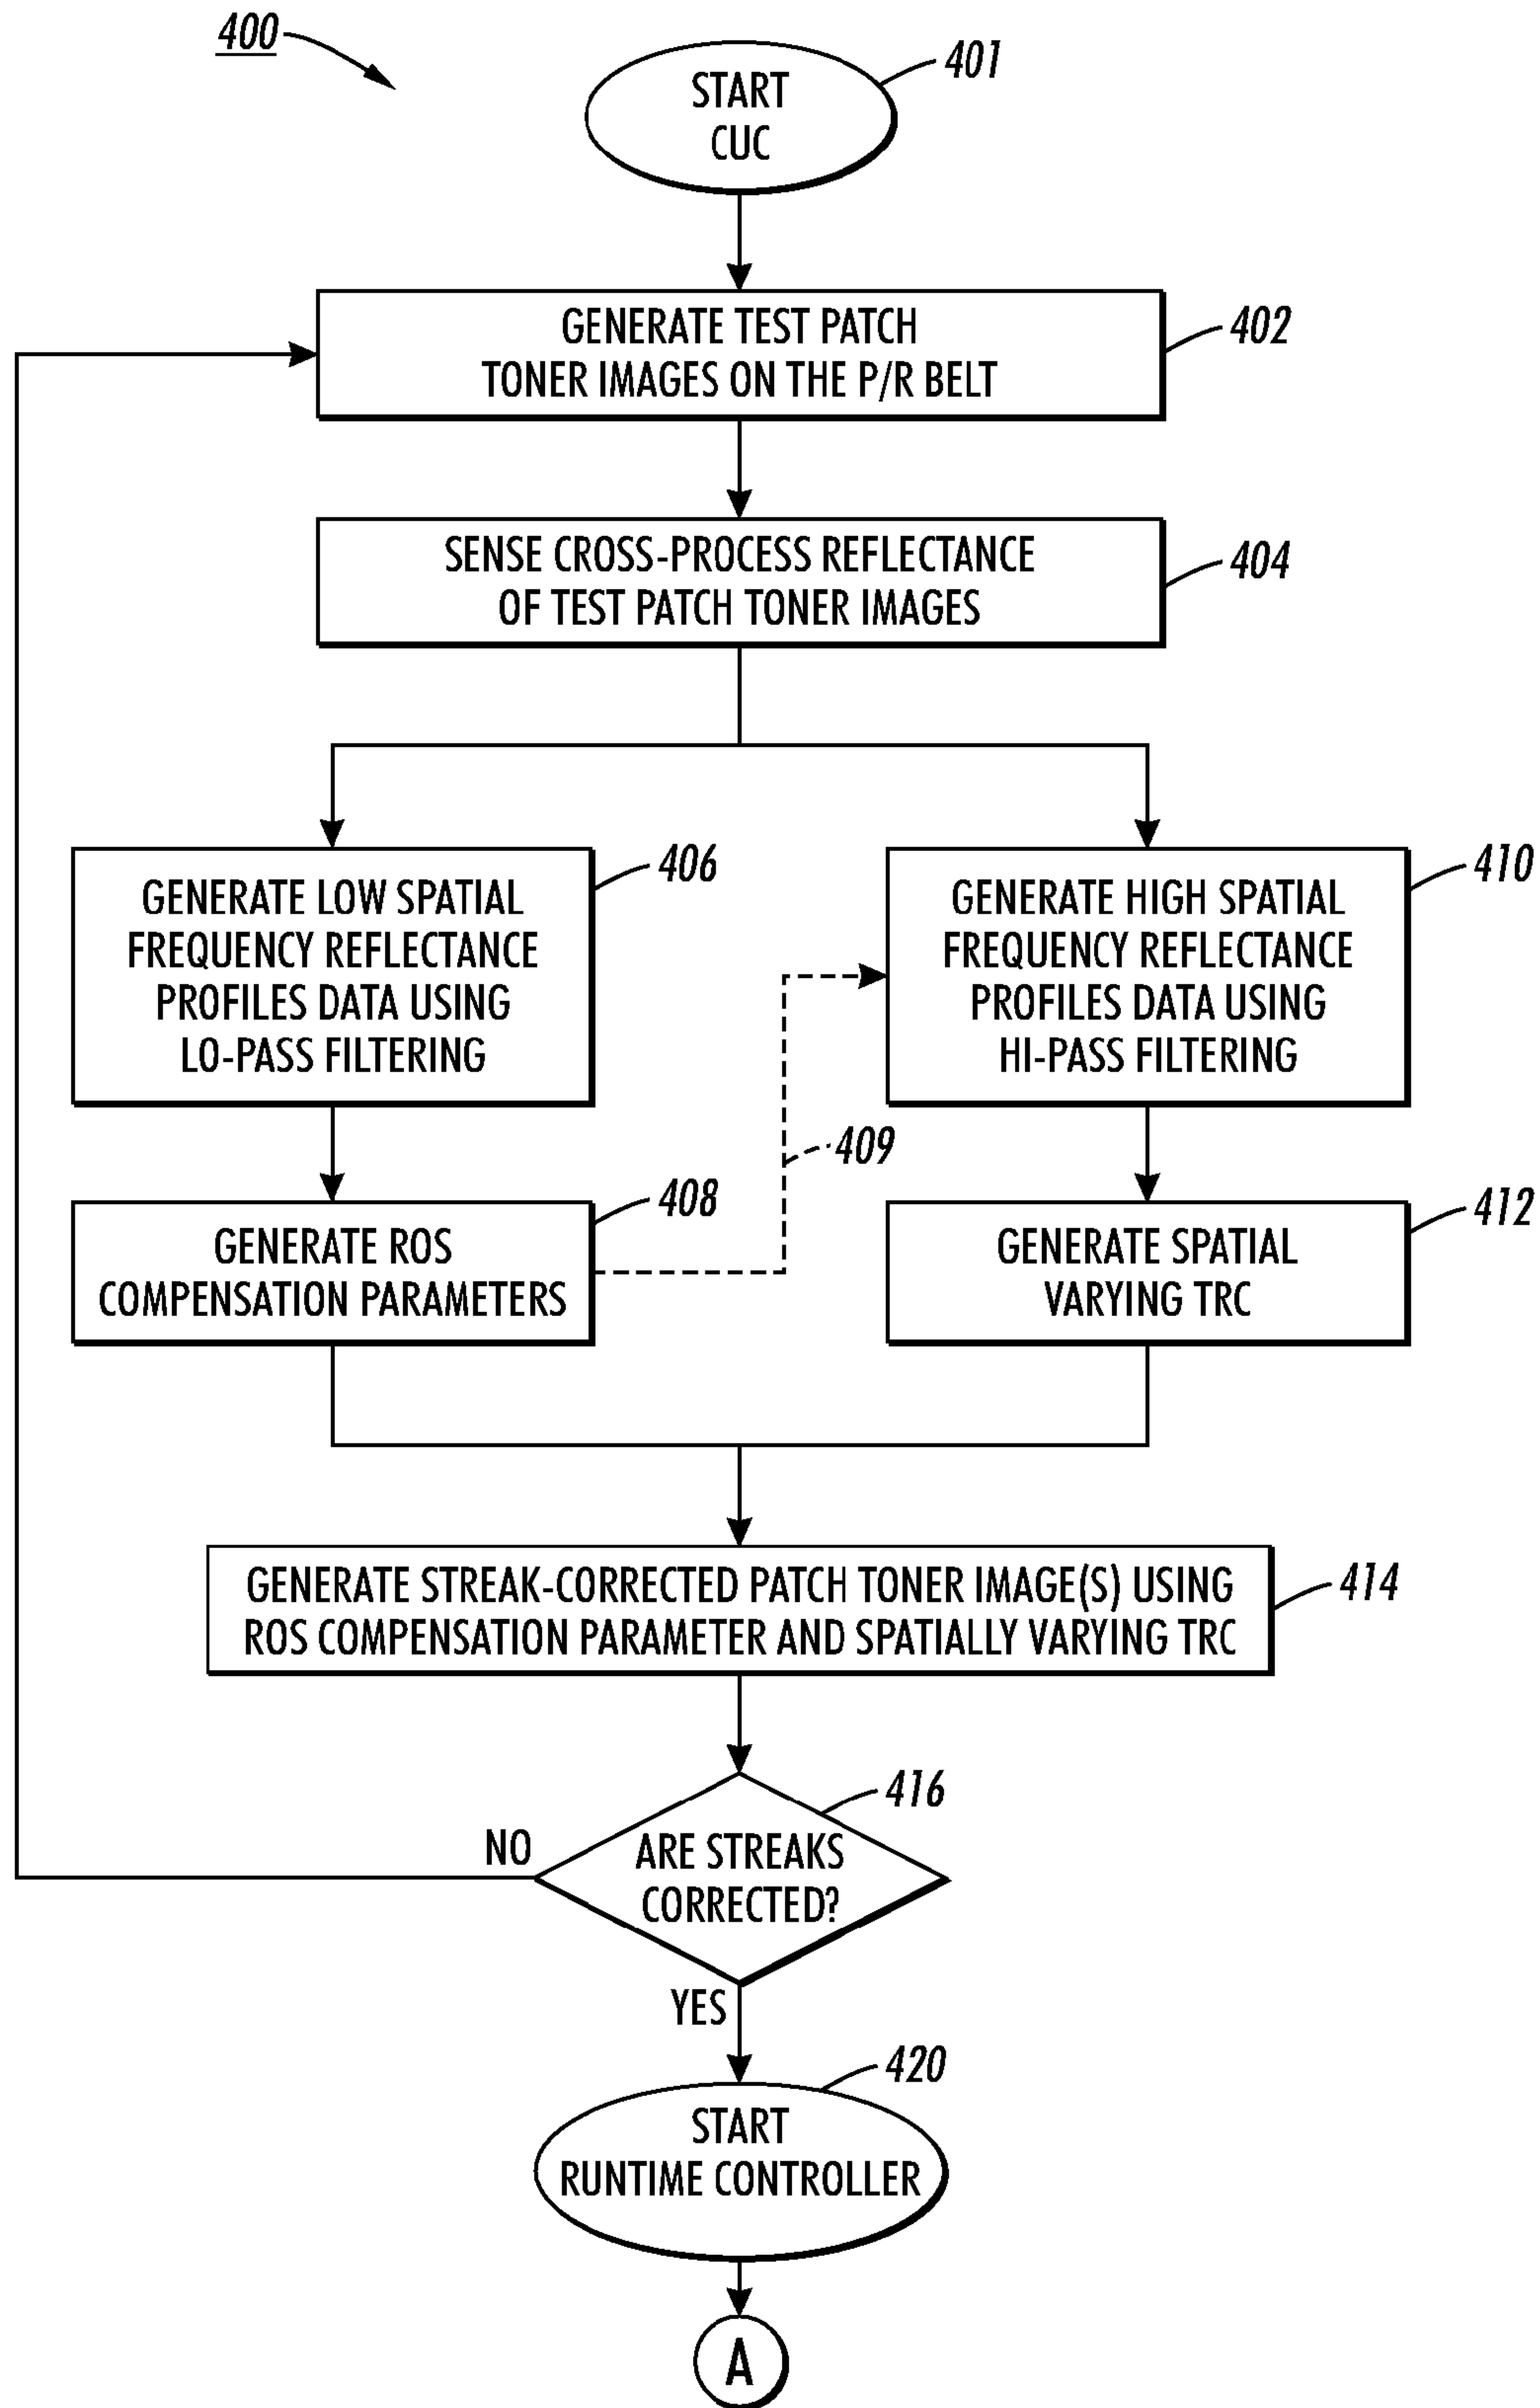 400
START
CUC
401
GENERATE TEST PATCH
TONER IMAGES ON THE P/R BELT
402
SENSE CROSS-PROCESS REFLECTANCE
OF TEST PATCH TONER IMAGES
404
GENERATE LOW SPATIAL
FREQUENCY REFLECTANCE
PROFILES DATA USING
LO-PASS FILTERING
406
GENERATE HIGH SPATIAL
FREQUENCY REFLECTANCE
PROFILES DATA USING
HI-PASS FILTERING
410
409
GENERATE ROS
COMPENSATION PARAMETERS
408
GENERATE SPATIAL
VARYING TRC
412
GENERATE STREAK-CORRECTED PATCH TONER IMAGE(S) USING
ROS COMPENSATION PARAMETER AND SPATIALLY VARYING TRC
414
ARE STREAKS
CORRECTED?
416
NO
YES
START
RUNTIME CONTROLLER
420
A